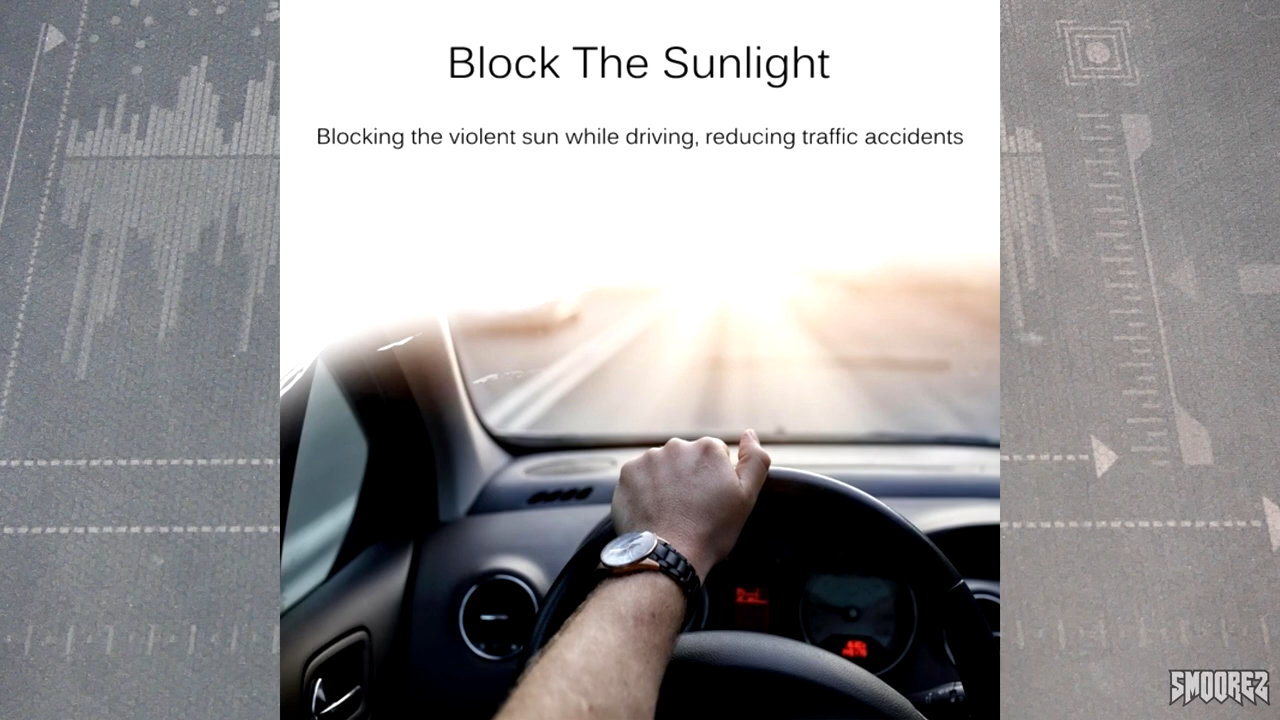 Block The Sunlight
Blocking the violent sun while driving, reducing traffic accidents
SMOOREZ